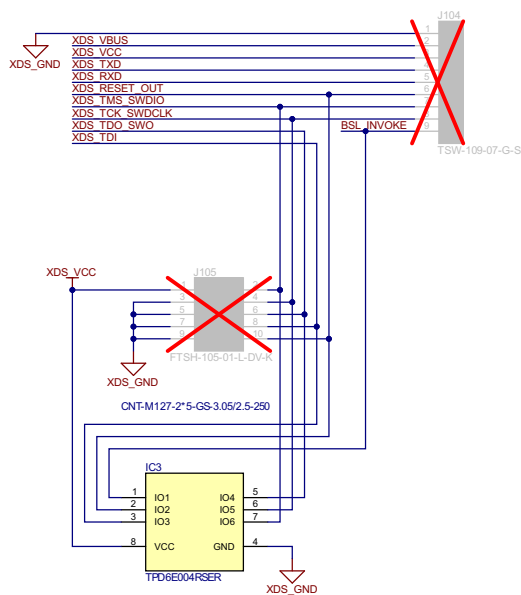 J104
1
XDS_GND
XDS_VBUS
2
XDS_VCC
XDS_TXD
4
XDS_RXD
5
XDS_RESET_OUT
6
XDS_TMS_SWDIO
XDS_TCK_SWDCLK
8
XDS_TDO_SWO
BSL_INVOKE
9
XDS_TDI
TSW-109-07-G-S
XDS_VCC
J105
1
3 4
5 6
7 8
9 10
FTSH-105-01-L-DV-K
XDS_GND
CNT-M127-2*5-GS-3.05/2.5-250
IC3
1 IO1 IO4 5
2 IO2 IO5 6
3 IO3 IO6 7
8 VCC GND 4
TPD6E004RSER
XDS_GND